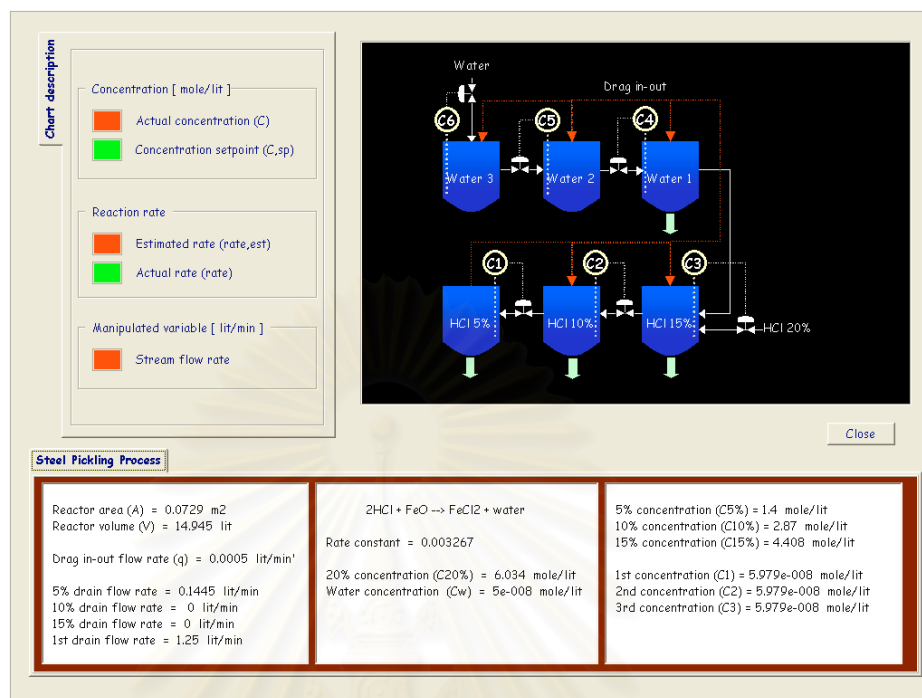 Chart description
Concentration [ mole/lit ]
Actual concentration (C)
Concentration setpoint (C,sp)
Reaction rate
Estimated rate (rate,est)
Actual rate (rate)
Manipulated variable [ lit/min ]
Stream flow rate
Water
Drag in-out
C6
C5
C4
Water 3
Water 2
Water 1
C1
C2
C3
HCl 5%
HCl 10%
HCl 15%
HCl 20%
Close
Steel Pickling Process
Reactor area (A) = 0.0729 m2
Reactor volume (V) = 14.945 lit
Drag in-out flow rate (q) = 0.0005 lit/min'
5% drain flow rate = 0.1445 lit/min
10% drain flow rate = 0 lit/min
15% drain flow rate = 0 lit/min
1st drain flow rate = 1.25 lit/min
2HCl + FeO --> FeCl2 + water
Rate constant = 0.003267
20% concentration (C20%) = 6.034 mole/lit
Water concentration (Cw) = 5e-008 mole/lit
5% concentration (C5%) = 1.4 mole/lit
10% concentration (C10%) = 2.87 mole/lit
15% concentration (C15%) = 4.408 mole/lit
1st concentration (C1) = 5.979e-008 mole/lit
2nd concentration (C2) = 5.979e-008 mole/lit
3rd concentration (C3) = 5.979e-008 mole/lit